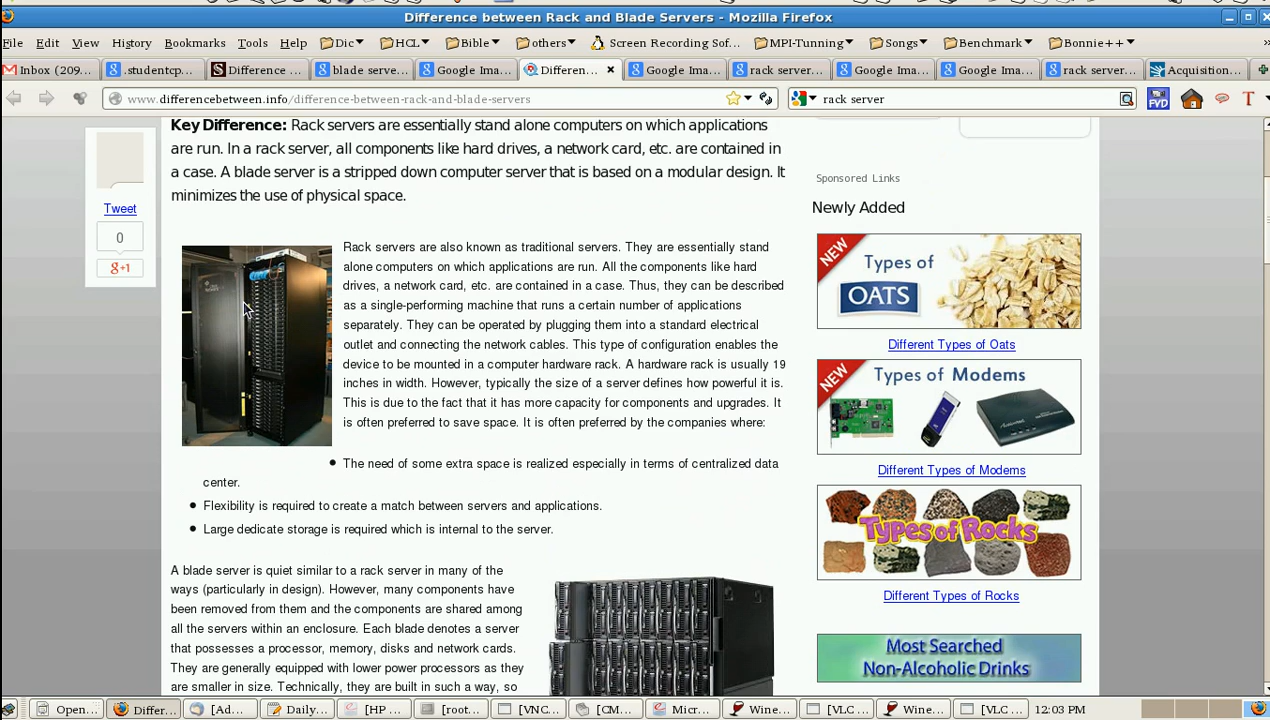 Difference between Rack and Blade Servers - Mozilla Firefox
File Edit View History Bookmarks Tools Help Dic HCL Bible others Screen Recording Sof... MPI-Tunning Songs Benchmark Bonnie++
Inbox (209... .studentcp... Difference ... blade serve... Google Ima... Differen... Google Ima... rack server... Google Ima... Google Ima... rack server... Acquisition...
www.differencebetween.info/difference-between-rack-and-blade-servers rack server FVD T
Key Difference: Rack servers are essentially stand alone computers on which applications
are run. In a rack server, all components like hard drives, a network card, etc. are contained in
a case. A blade server is a stripped down computer server that is based on a modular design. It
minimizes the use of physical space.
Tweet
0
g+1
Rack servers are also known as traditional servers. They are essentially stand
alone computers on which applications are run. All the components like hard
drives, a network card, etc. are contained in a case. Thus, they can be described
as a single-performing machine that runs a certain number of applications
separately. They can be operated by plugging them into a standard electrical
outlet and connecting the network cables. This type of configuration enables the
device to be mounted in a computer hardware rack. A hardware rack is usually 19
inches in width. However, typically the size of a server defines how powerful it is.
This is due to the fact that it has more capacity for components and upgrades. It
is often preferred to save space. It is often preferred by the companies where:
• The need of some extra space is realized especially in terms of centralized data
center.
• Flexibility is required to create a match between servers and applications.
• Large dedicate storage is required which is internal to the server.
A blade server is quiet similar to a rack server in many of the
ways (particularly in design). However, many components have
been removed from them and the components are shared among
all the servers within an enclosure. Each blade denotes a server
that possesses a processor, memory, disks and network cards.
They are generally equipped with lower power processors as they
are smaller in size. Technically, they are built in such a way, so
Sponsored Links
Newly Added
NEW
Types of
OATS
Different Types of Oats
NEW
Types of Modems
Different Types of Modems
Types of Rocks
Different Types of Rocks
Most Searched
Non-Alcoholic Drinks
Open... Differ... [Ad... Daily... [HP ... [root... [VNC... [CM... Micr... Wine... [VLC ... Wine... [VLC ... 12:03 PM